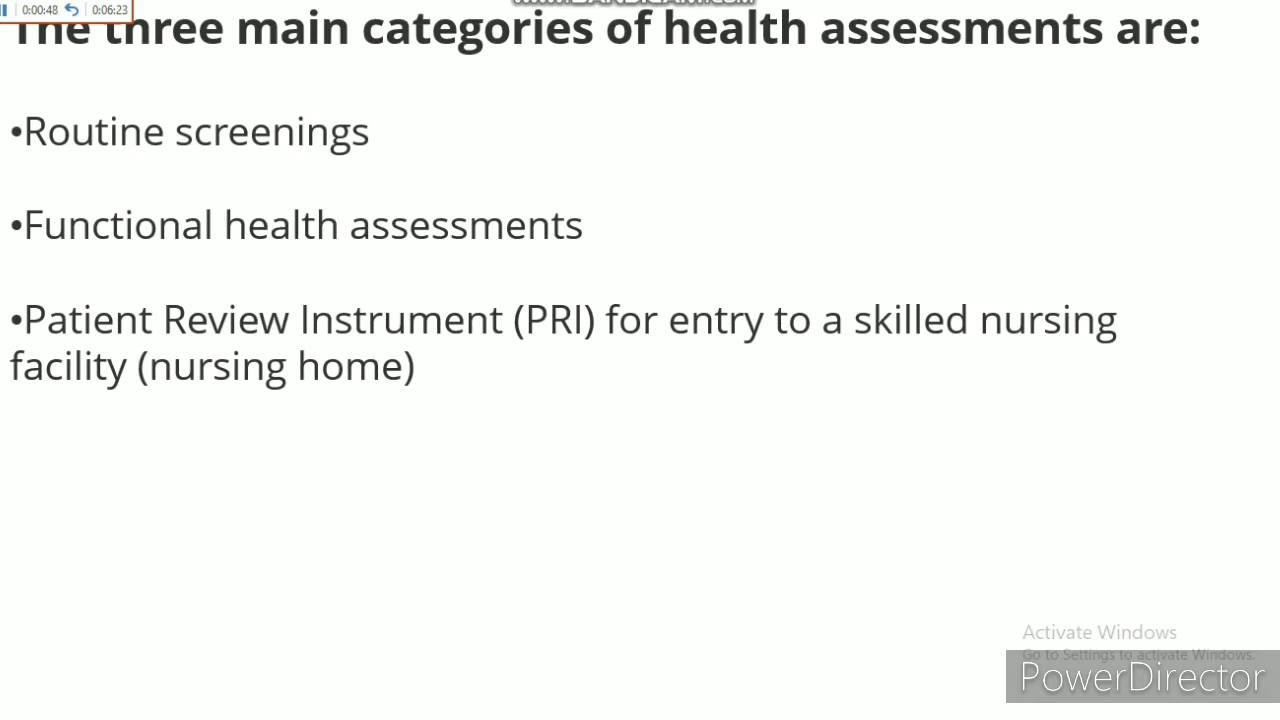 0:00:48 0:06:23
The three main categories of health assessments are:
•Routine screenings
•Functional health assessments
•Patient Review Instrument (PRI) for entry to a skilled nursing
facility (nursing home)
Activate Windows
Go to Settings to activate Windows.
PowerDirector